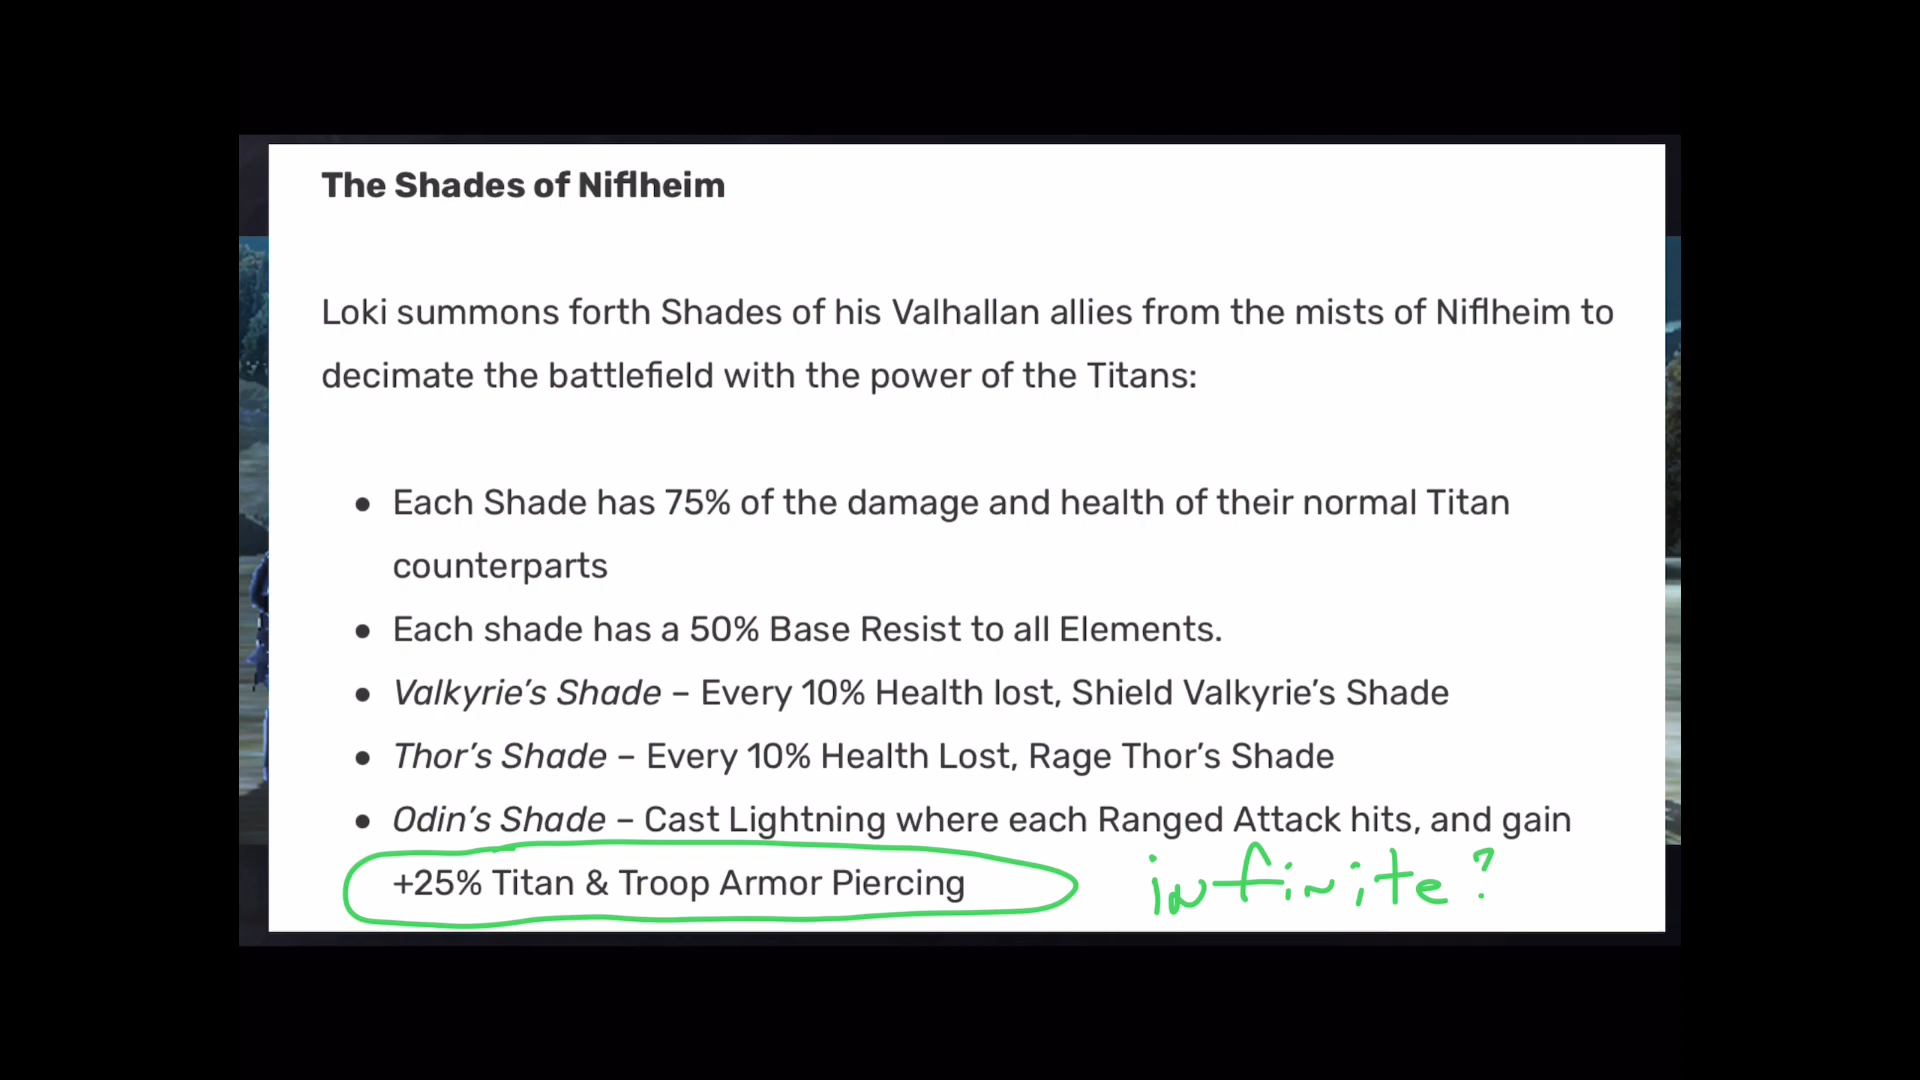 The Shades of Niflheim
Loki summons forth Shades of his Valhallan allies from the mists of Niflheim to
decimate the battlefield with the power of the Titans:
• Each Shade has 75% of the damage and health of their normal Titan
counterparts
• Each shade has a 50% Base Resist to all Elements.
• Valkyrie's Shade – Every 10% Health lost, Shield Valkyrie's Shade
• Thor's Shade – Every 10% Health Lost, Rage Thor's Shade
• Odin's Shade – Cast Lightning where each Ranged Attack hits, and gain
+25% Titan & Troop Armor Piercing infinite?